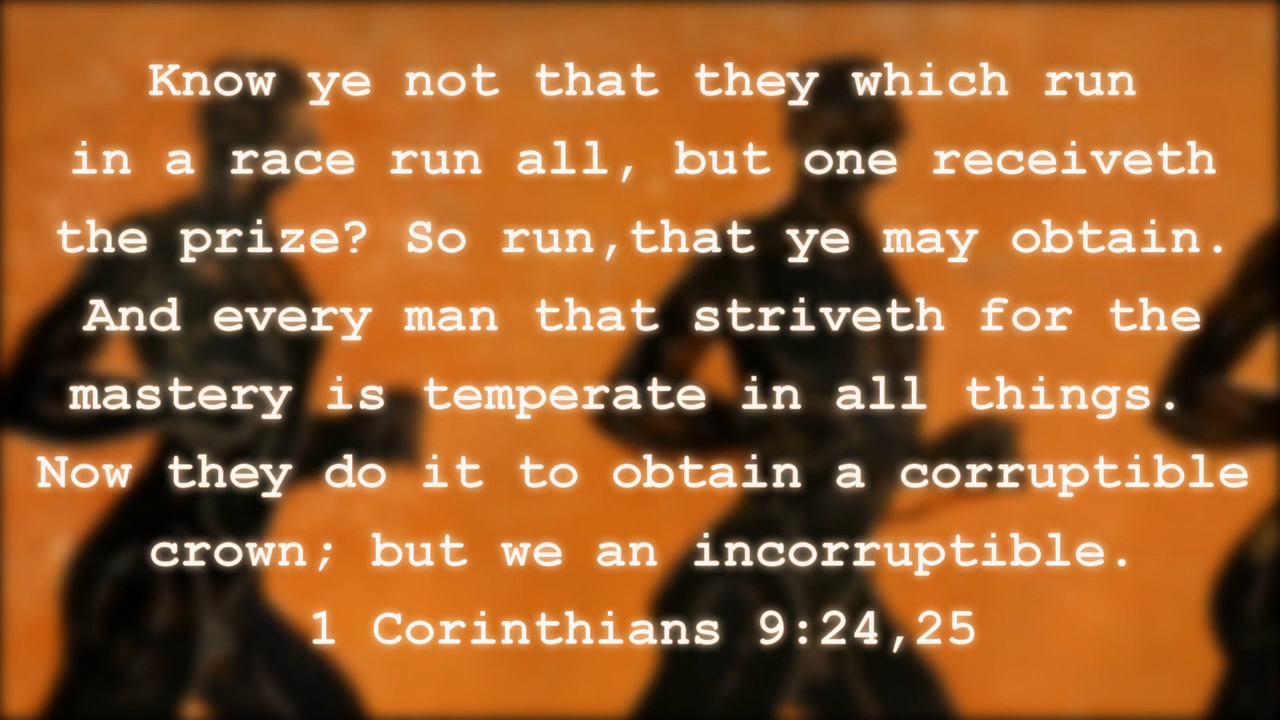 Know ye not that they which run
in a race run all, but one receiveth
the prize? So run,that ye may obtain.
And every man that striveth for the
mastery is temperate in all things.
Now they do it to obtain a corruptible
crown; but we an incorruptible.
1 Corinthians 9:24,25